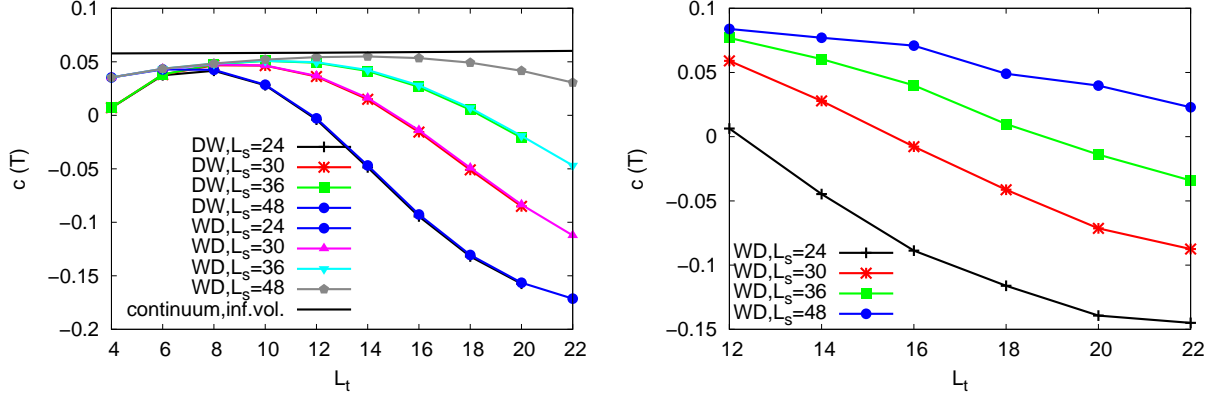 0.1
0.05
0
−0.05
−0.1
−0.15
−0.2
4 6 8 10 12 14 16 18 20 22
c (T)
L_t
DW,L_s=24
DW,L_s=30
DW,L_s=36
DW,L_s=48
WD,L_s=24
WD,L_s=30
WD,L_s=36
WD,L_s=48
continuum,inf.vol.
0.1
0.05
0
−0.05
−0.1
−0.15
12 14 16 18 20 22
c (T)
L_t
WD,L_s=24
WD,L_s=30
WD,L_s=36
WD,L_s=48